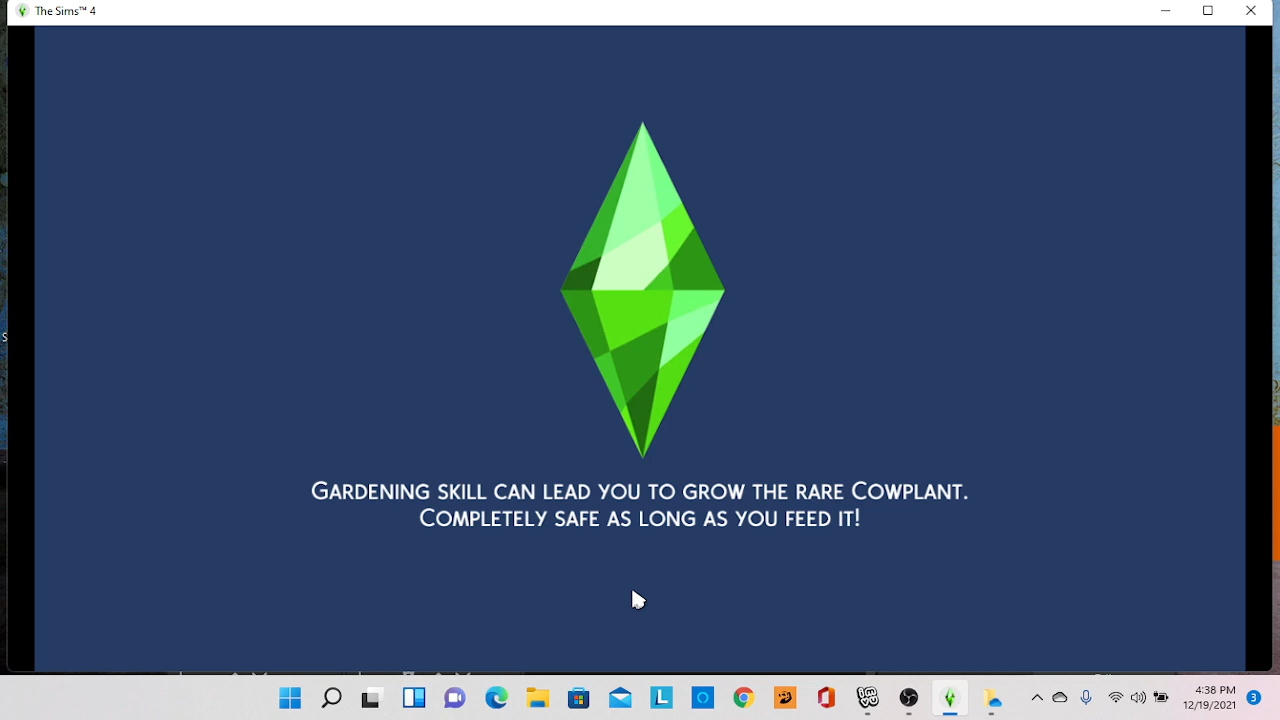 The Sims™ 4
Gardening skill can lead you to grow the rare Cowplant.
Completely safe as long as you feed it!
4:38 PM
12/19/2021
3